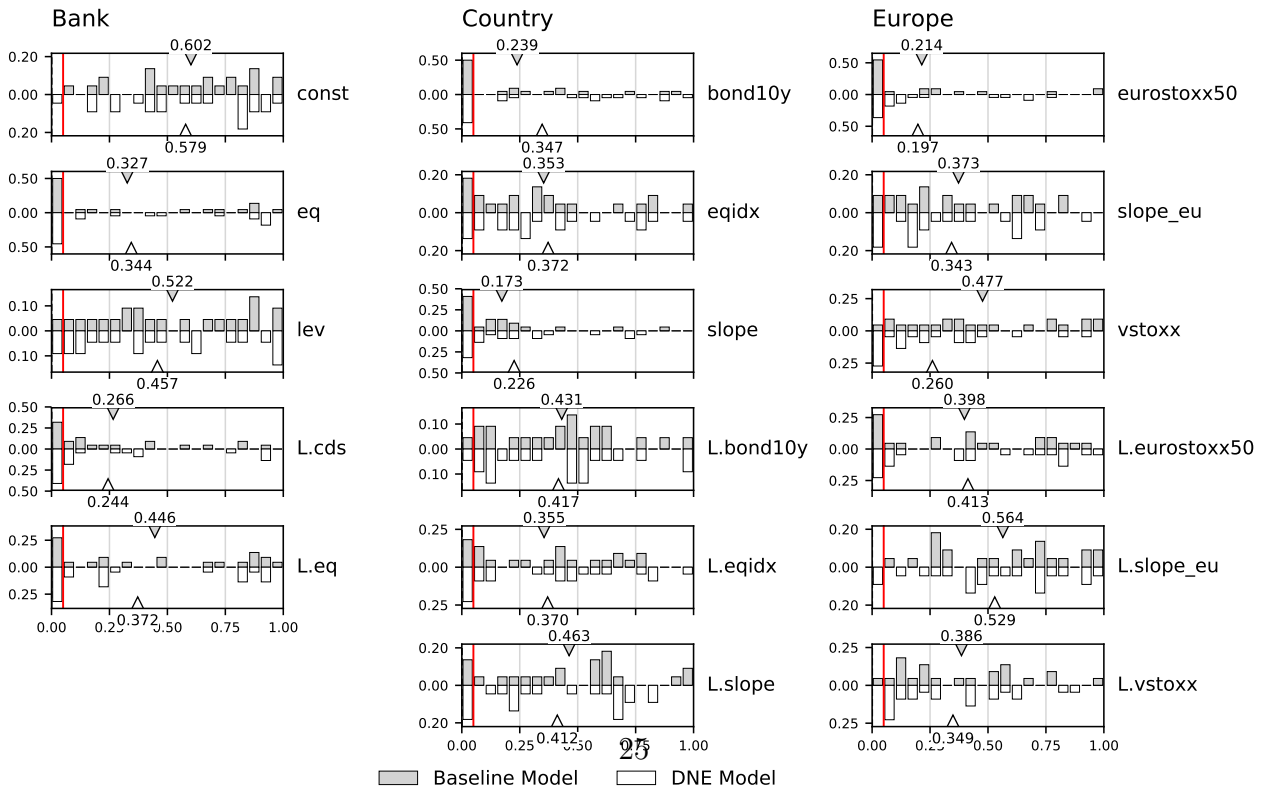 Bank Country Europe
0.602 0.239 0.214
0.20 0.00 0.20 const 0.50 0.00 0.50 bond10y 0.50 0.00 0.50 eurostoxx50
0.579 0.347 0.197
0.327 0.353 0.373
0.50 0.00 0.50 eq 0.20 0.00 0.20 eqidx 0.20 0.00 0.20 slope_eu
0.344 0.372 0.343
0.522 0.173 0.477
0.10 0.00 0.10 lev 0.50 0.25 0.00 0.25 0.50 slope 0.25 0.00 0.25 vstoxx
0.457 0.226 0.260
0.266 0.431 0.398
0.50 0.25 0.00 0.25 0.50 L.cds 0.10 0.00 0.10 L.bond10y 0.25 0.00 0.25 L.eurostoxx50
0.244 0.417 0.413
0.446 0.355 0.564
0.25 0.00 0.25 L.eq 0.25 0.00 0.25 L.eqidx 0.20 0.00 0.20 L.slope_eu
0.372 0.370 0.529
0.00 0.25 0.50 0.75 1.00
0.463 0.386
0.20 0.00 0.20 L.slope 0.25 0.00 0.25 L.vstoxx
0.412 0.349
0.00 0.25 0.50 0.75 1.00 0.00 0.25 0.50 0.75 1.00
25
Baseline Model DNE Model